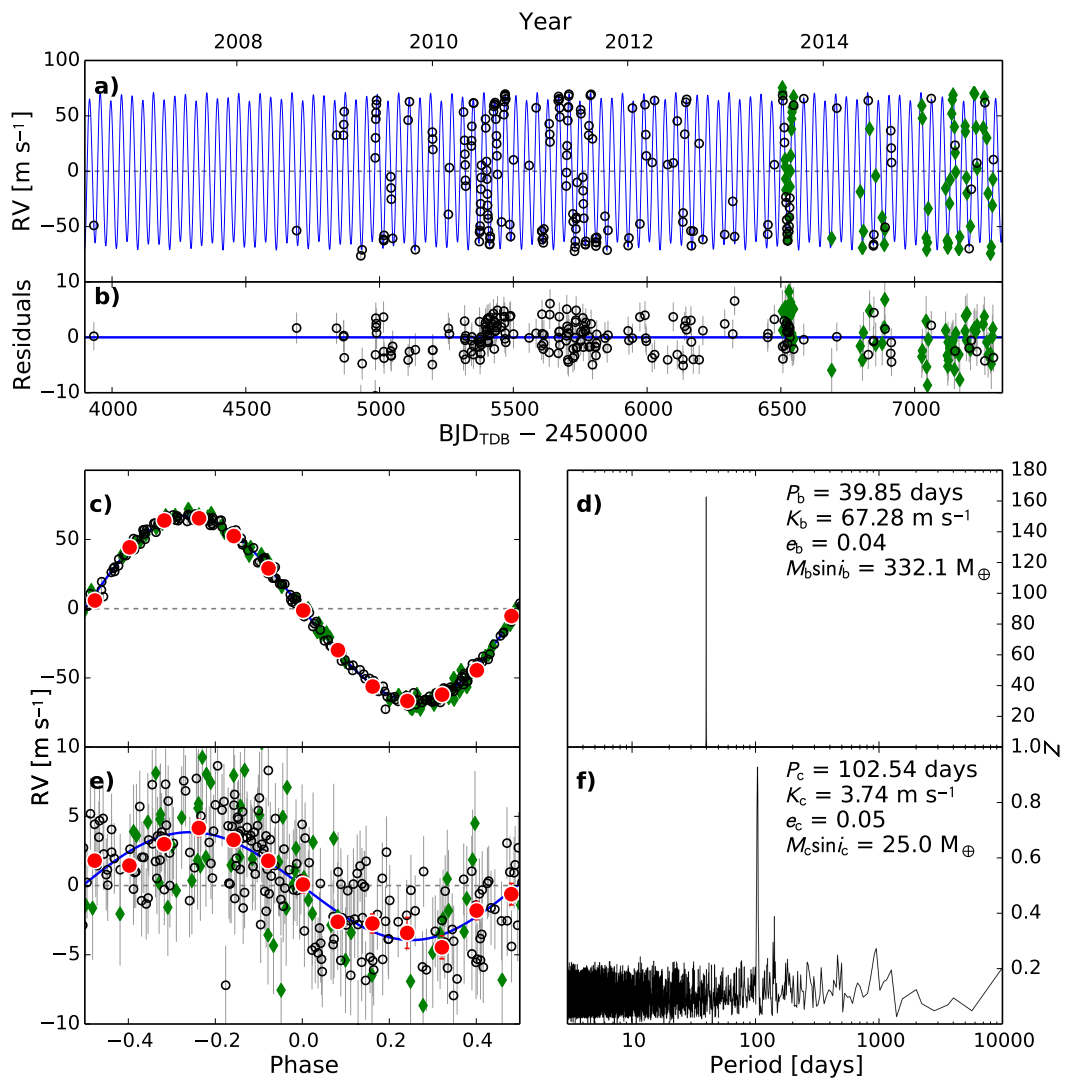 Year
2008 2010 2012 2014
a)
RV [m s⁻¹]
100
50
0
−50
b)
Residuals
10
0
−10
4000 4500 5000 5500 6000 6500 7000
BJD_TDB − 2450000
c)
50
0
−50
RV [m s⁻¹]
d)
P_b = 39.85 days
K_b = 67.28 m s⁻¹
e_b = 0.04
M_b sin i_b = 332.1 M_⊕
180
160
140
120
100
80
60
40
20
Z
e)
10
5
0
−5
−10
−0.4 −0.2 0.0 0.2 0.4
Phase
f)
P_c = 102.54 days
K_c = 3.74 m s⁻¹
e_c = 0.05
M_c sin i_c = 25.0 M_⊕
1.0
0.8
0.6
0.4
0.2
10 100 1000 10000
Period [days]